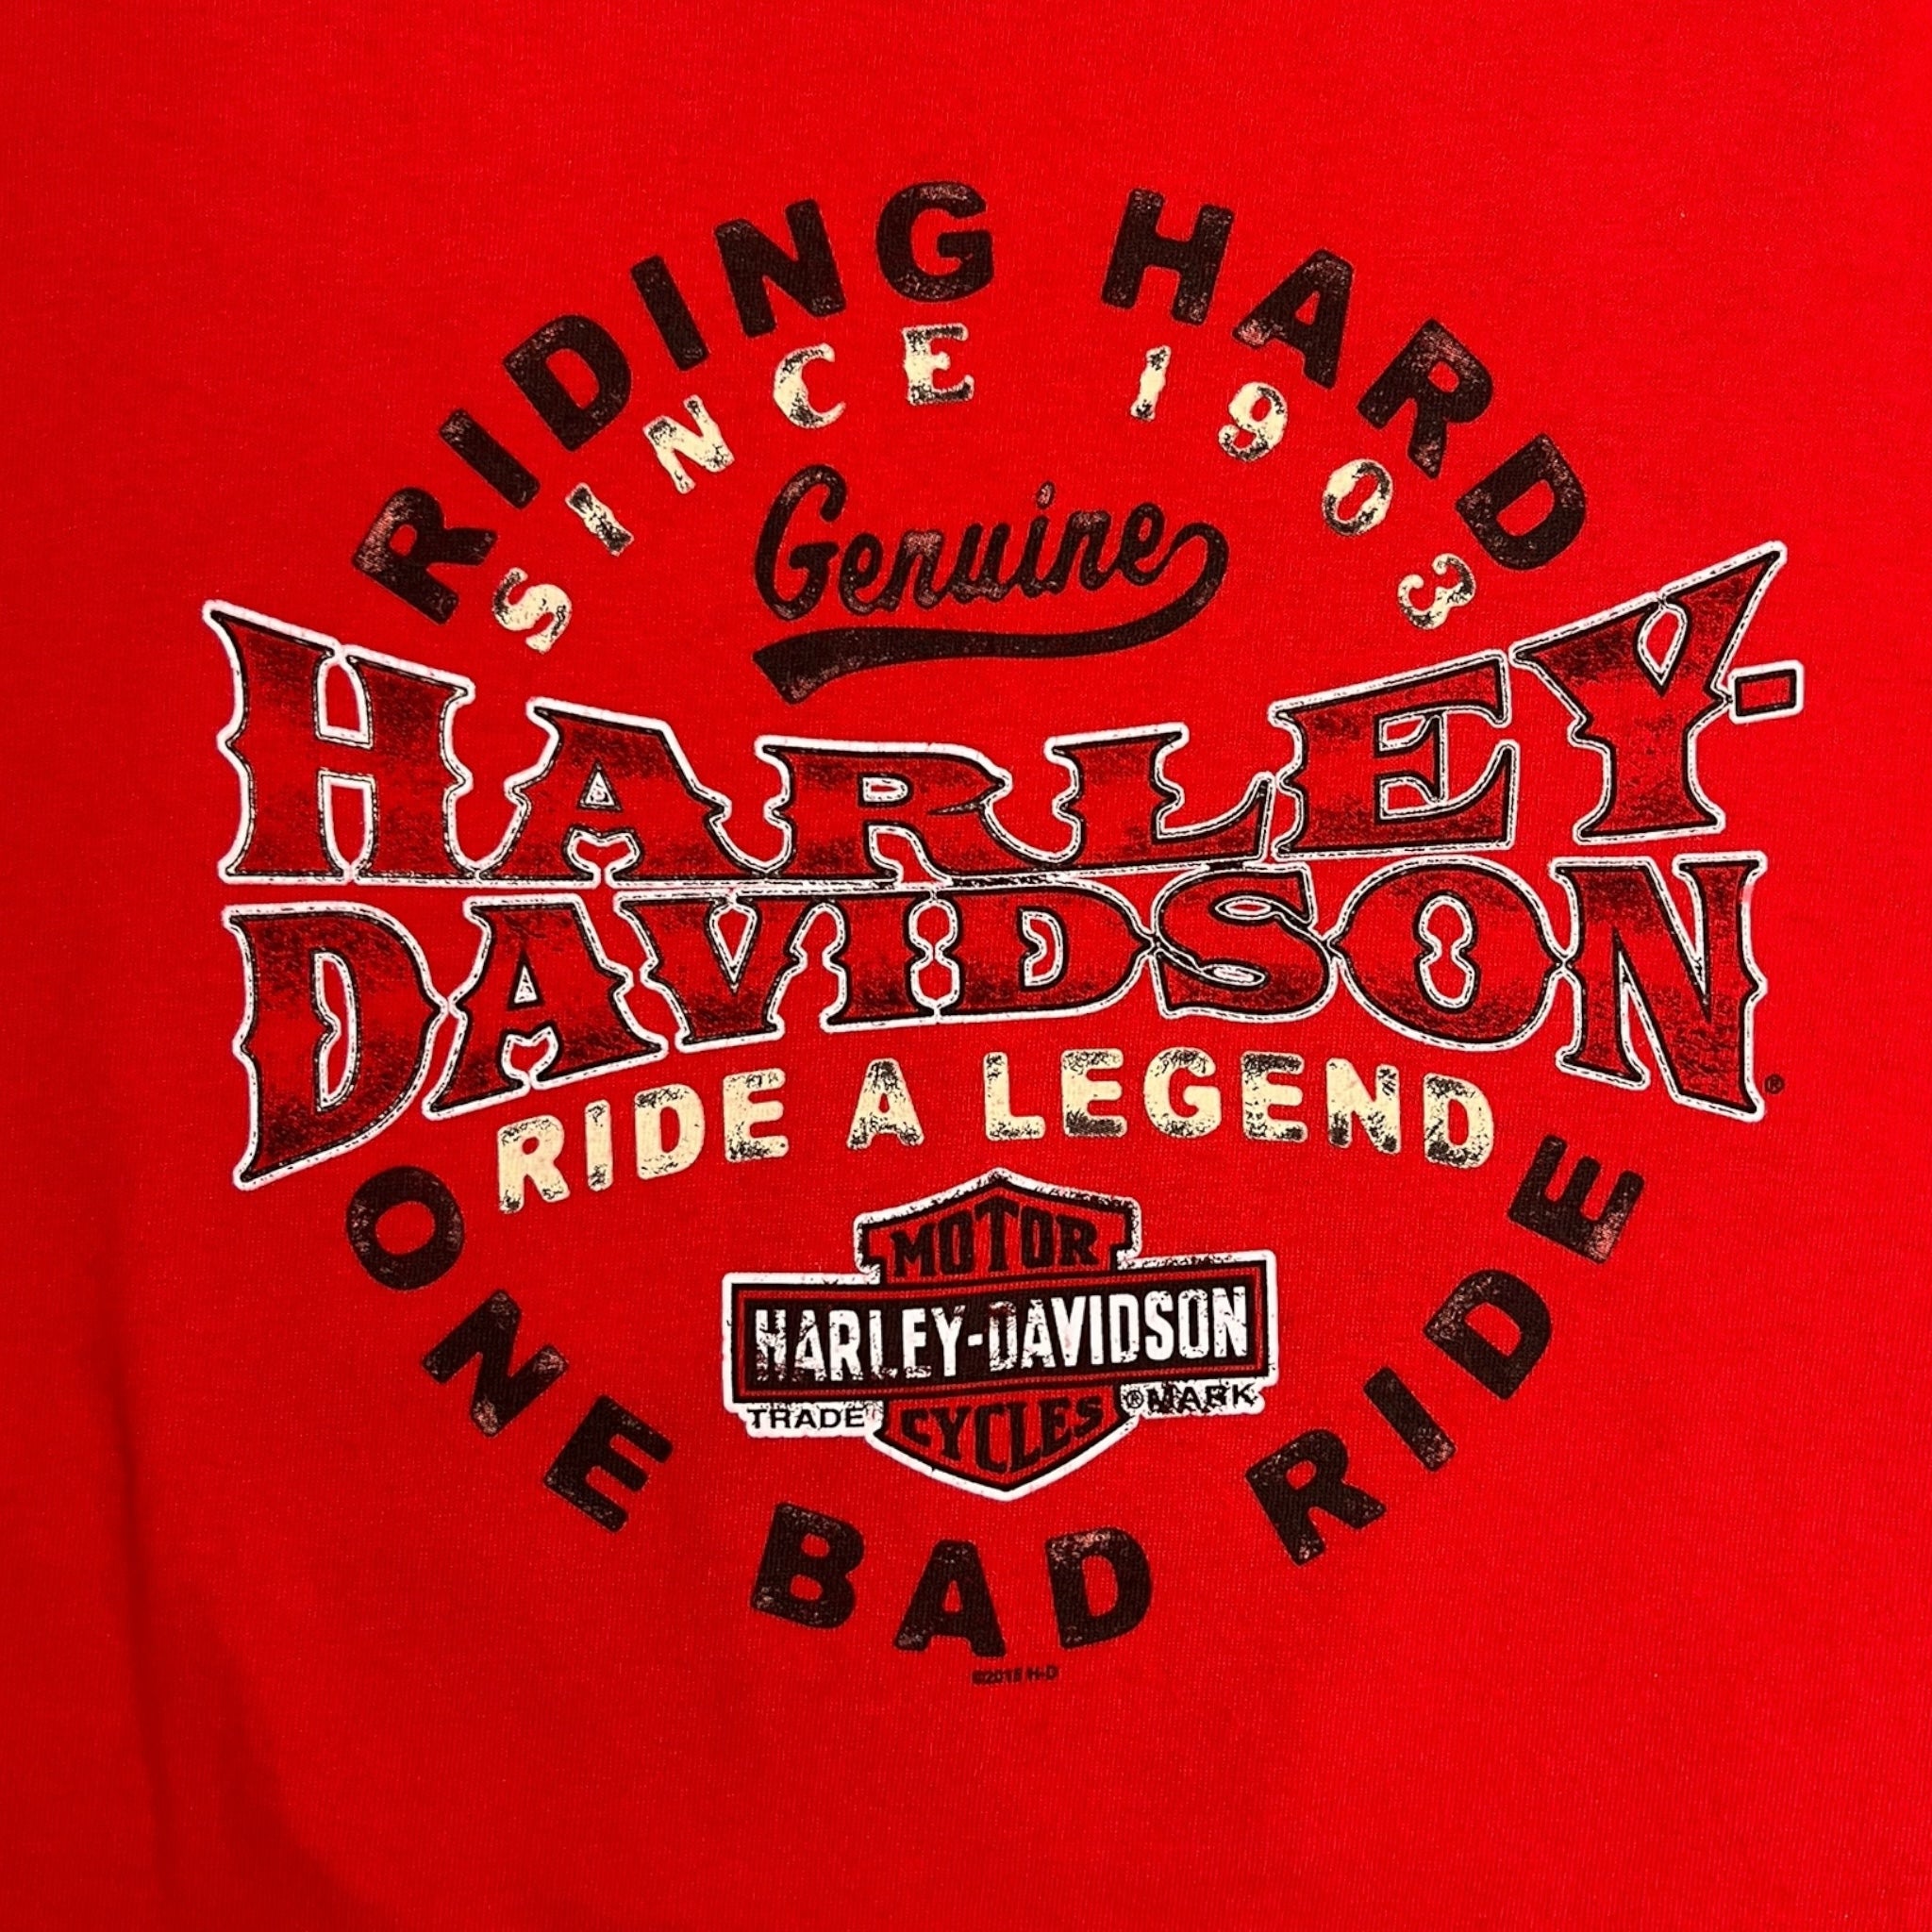 RIDING HARD
SINCE 1903
Genuine
HARLEY-
DAVIDSON®
RIDE A LEGEND
MOTOR
HARLEY-DAVIDSON
TRADE ®MARK
CYCLES
ONE BAD RIDE
H-D